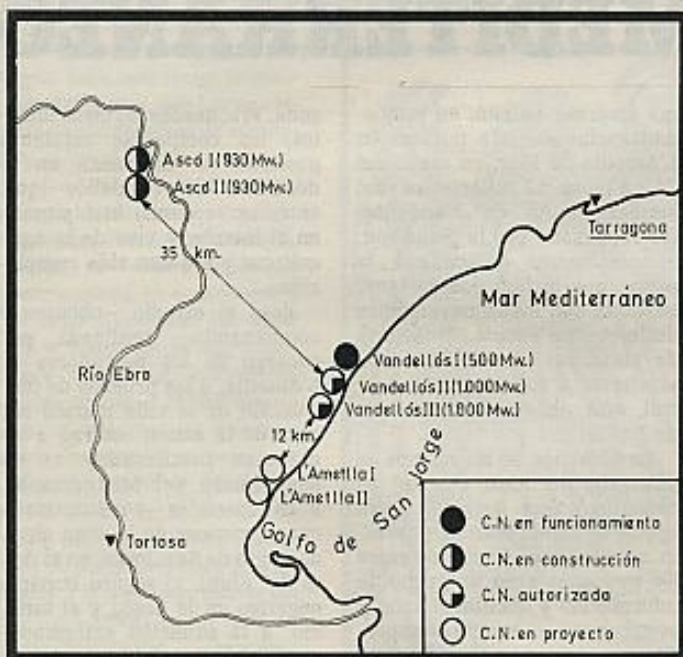 Ascó I (930 Mw.)
Ascó II (930 Mw.)
35 km.
Tarragona
Mar Mediterráneo
Vandellós I (500 Mw.)
Vandellós II (1.000 Mw.)
Vandellós III (1.000 Mw.)
Río Ebro
12 km.
L'Ametlla I
L'Ametlla II
Tortosa
Golfo de San Jorge
C.N. en funcionamiento
C.N. en construcción
C.N. autorizada
C.N. en proyecto